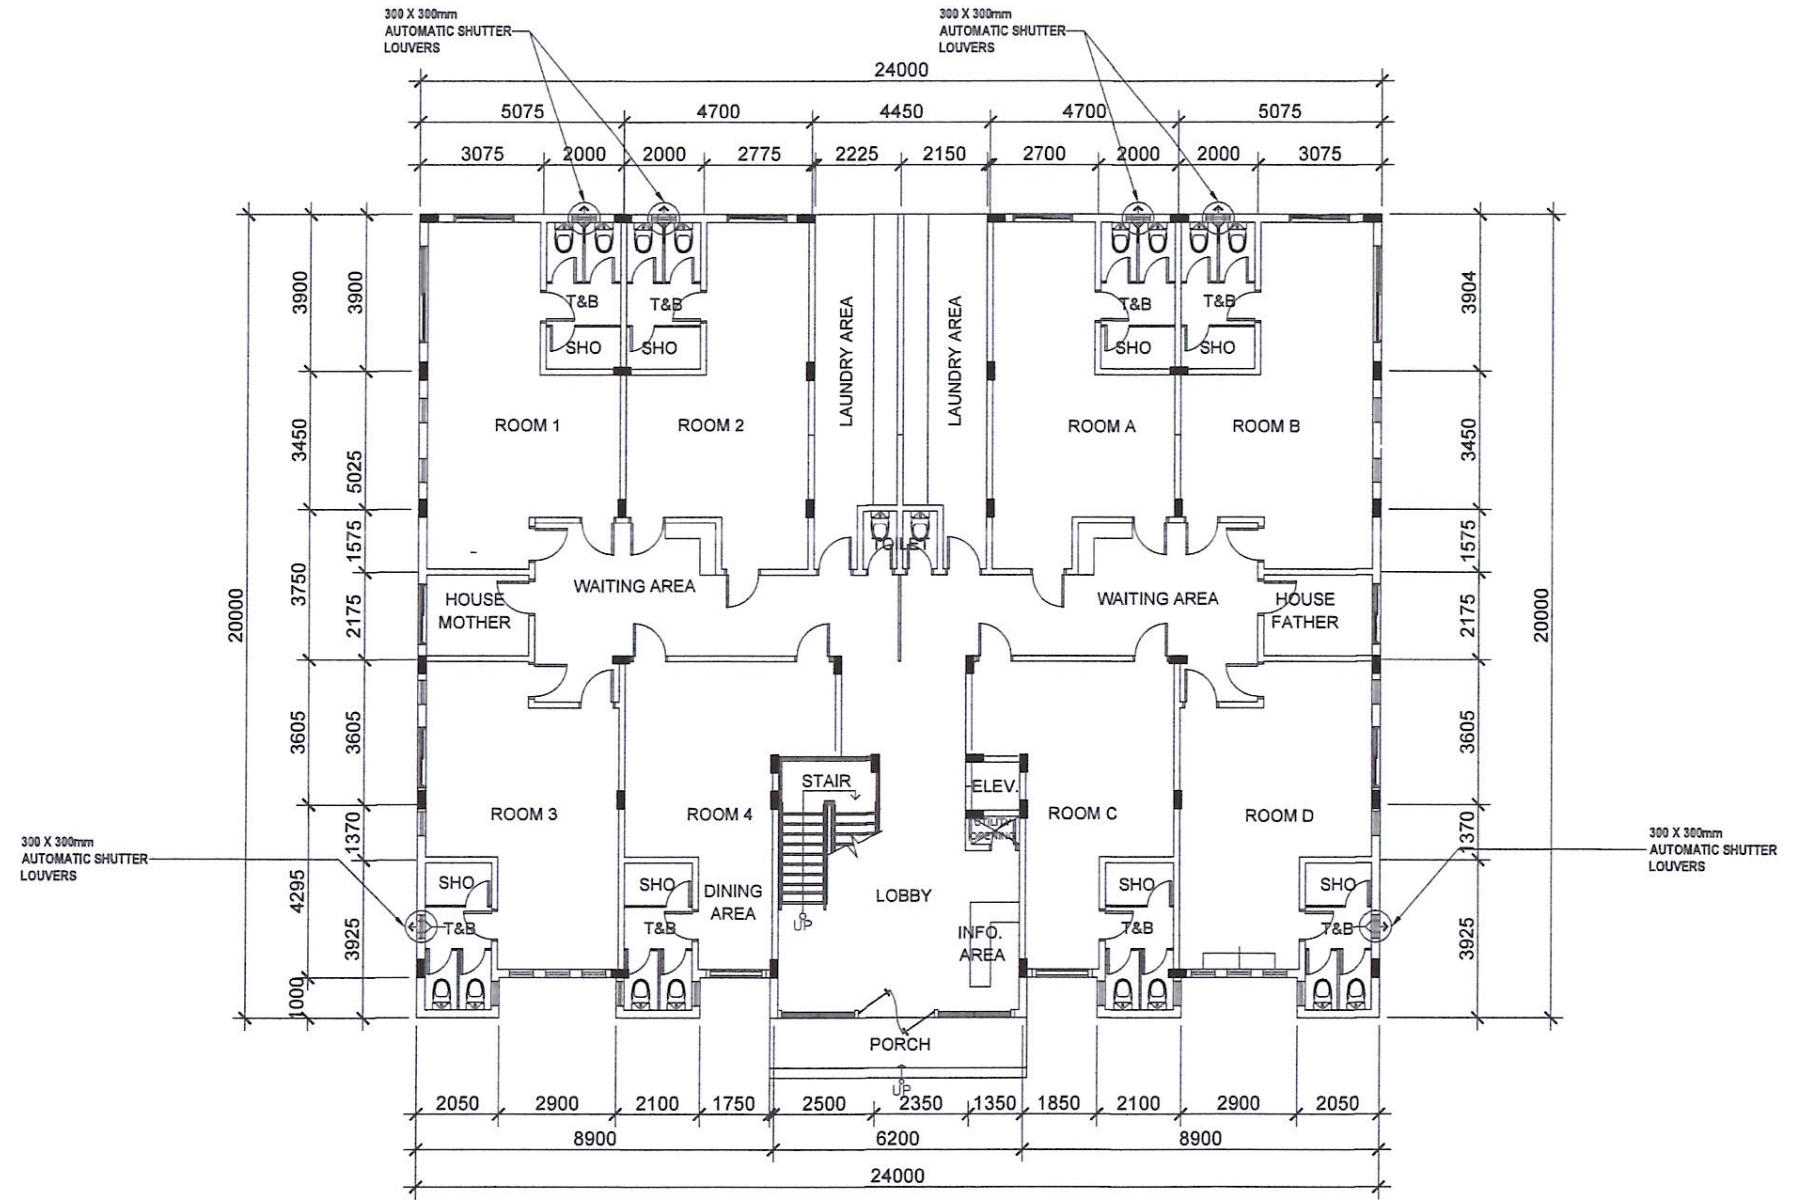 300 X 300mm
AUTOMATIC SHUTTER
LOUVERS
300 X 300mm
AUTOMATIC SHUTTER
LOUVERS
24000
5075
4700
4450
4700
5075
3075
2000
2000
2775
2225
2150
2700
2000
2000
3075
20000
3900
3900
3450
5025
1575
3750
2175
3605
3605
1370
4295
3925
1000
T&B
T&B
SHO
SHO
LAUNDRY AREA
LAUNDRY AREA
T&B
T&B
SHO
SHO
ROOM 1
ROOM 2
ROOM A
ROOM B
TOILET
WAITING AREA
WAITING AREA
HOUSE
MOTHER
HOUSE
FATHER
STAIR
ELEV.
UTILITY
OPENING
ROOM 3
ROOM 4
ROOM C
ROOM D
SHO
SHO
DINING
AREA
LOBBY
SHO
SHO
T&B
T&B
UP
INFO.
AREA
T&B
T&B
PORCH
UP
3904
3450
1575
2175
3605
1370
3925
20000
300 X 300mm
AUTOMATIC SHUTTER
LOUVERS
300 X 300mm
AUTOMATIC SHUTTER
LOUVERS
2050
2900
2100
1750
2500
2350
1350
1850
2100
2900
2050
8900
6200
8900
24000